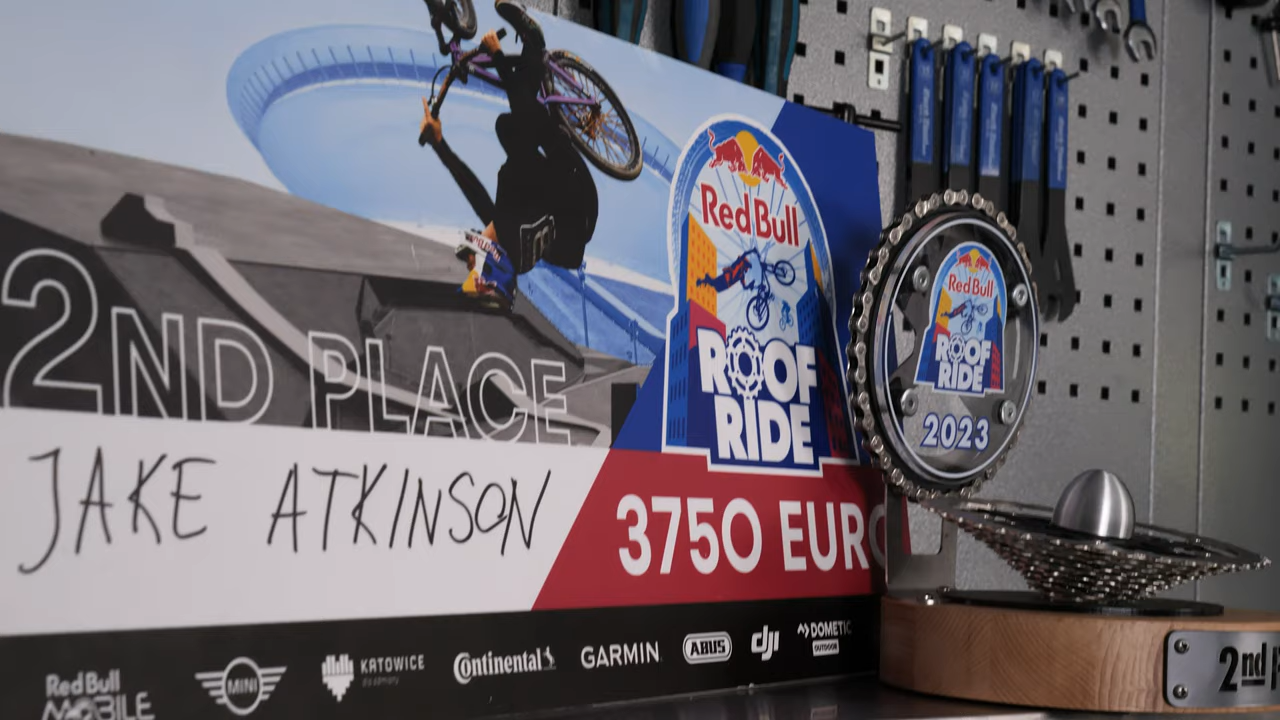 Red Bull
ROOF
RIDE
2ND PLACE
JAKE ATKINSON
3750 EURO
Red Bull
MOBILE
MINI
KATOWICE
Continental
GARMIN
ABUS
dji
DOMETIC
OUTDOOR
Red Bull
ROOF
RIDE
2023
2nd